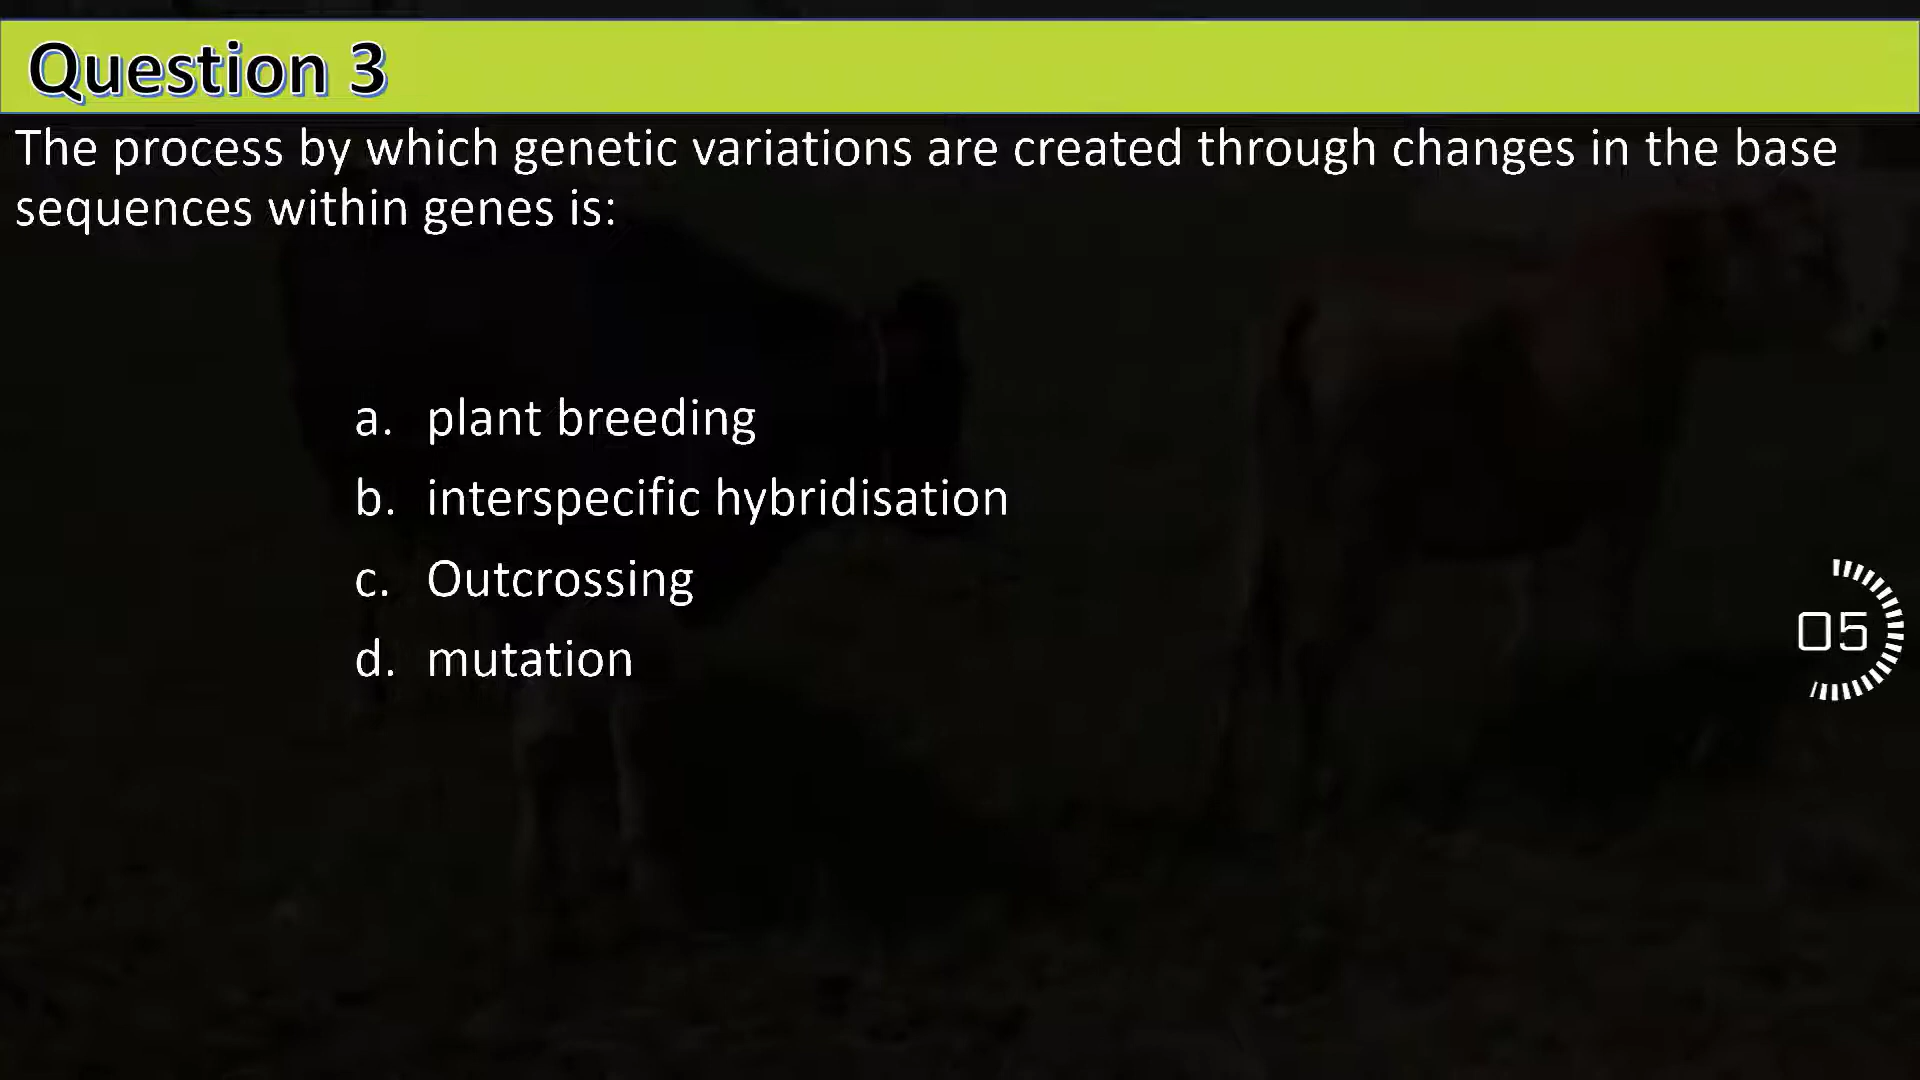 Question 3
The process by which genetic variations are created through changes in the base
sequences within genes is:
a. plant breeding
b. interspecific hybridisation
c. Outcrossing
d. mutation
05